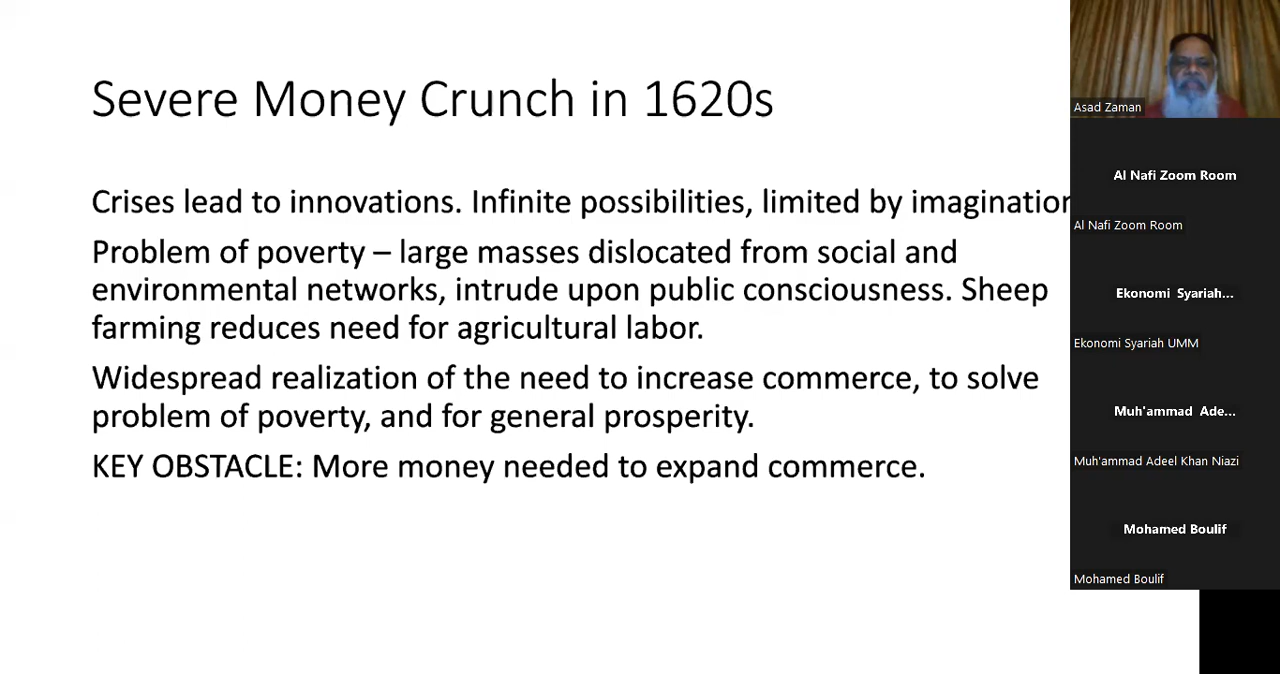 Severe Money Crunch in 1620s
Crises lead to innovations. Infinite possibilities, limited by imagination
Problem of poverty – large masses dislocated from social and
environmental networks, intrude upon public consciousness. Sheep
farming reduces need for agricultural labor.
Widespread realization of the need to increase commerce, to solve
problem of poverty, and for general prosperity.
KEY OBSTACLE: More money needed to expand commerce.
Asad Zaman
Al Nafi Zoom Room
Al Nafi Zoom Room
Ekonomi Syariah...
Ekonomi Syariah UMM
Muh'ammad Ade...
Muh'ammad Adeel Khan Niazi
Mohamed Boulif
Mohamed Boulif